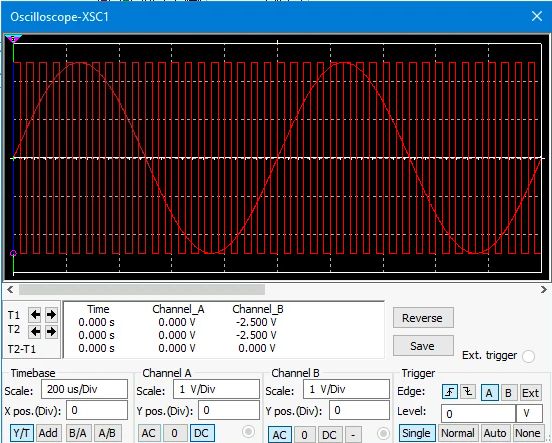 Oscilloscope-XSC1
Time Channel_A Channel_B
T1 0.000 s 0.000 V -2.500 V
T2 0.000 s 0.000 V -2.500 V
T2-T1 0.000 s 0.000 V 0.000 V
Reverse
Save
Ext. trigger
Timebase
Scale: 200 us/Div
X pos.(Div): 0
Y/T Add B/A A/B
Channel A
Scale: 1 V/Div
Y pos.(Div): 0
AC 0 DC
Channel B
Scale: 1 V/Div
Y pos.(Div): 0
AC 0 DC -
Trigger
Edge: A B Ext
Level: 0 V
Single Normal Auto None